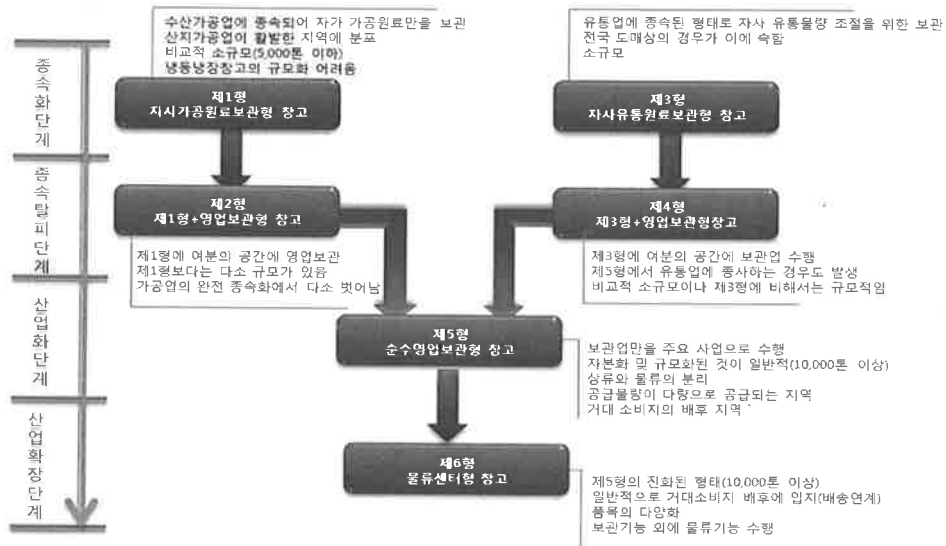 수산가공업에 종속되어 자가 가공원료만을 보관
산지가공업이 활발한 지역에 분포
비교적 소규모(5,000톤 이하)
냉동냉장창고의 규모화 어려움
유통업에 종속된 형태로 자사 유통물량 조절을 위한 보관
전국 도매상의 경우가 이에 속함
소규모
종속화단계
제1형
자사가공원료보관형 창고
제3형
자사유통원료보관형 창고
종속탈피단계
제2형
제1형+영업보관형 창고
제4형
제3형+영업보관형창고
제1형에 여분의 공간에 영업보관
제1형보다는 다소 규모가 있음
가공업의 완전 종속화에서 다소 벗어남
제3형에 여분의 공간에 보관업 수행
제5형에서 유통업에 종사하는 경우도 발생
비교적 소규모이나 제3형에 비해서는 규모적임
산업화단계
제5형
순수영업보관형 창고
보관업만을 주요 사업으로 수행
자본화 및 규모화된 것이 일반적(10,000톤 이상)
상류와 물류의 분리
공급물량이 다량으로 공급되는 지역
거대 소비지의 배후 지역
산업확장단계
제6형
물류센터형 창고
제5형의 진화된 형태(10,000톤 이상)
일반적으로 거대소비지 배후에 입지(배송연계)
품목의 다양화
보관기능 외에 물류기능 수행